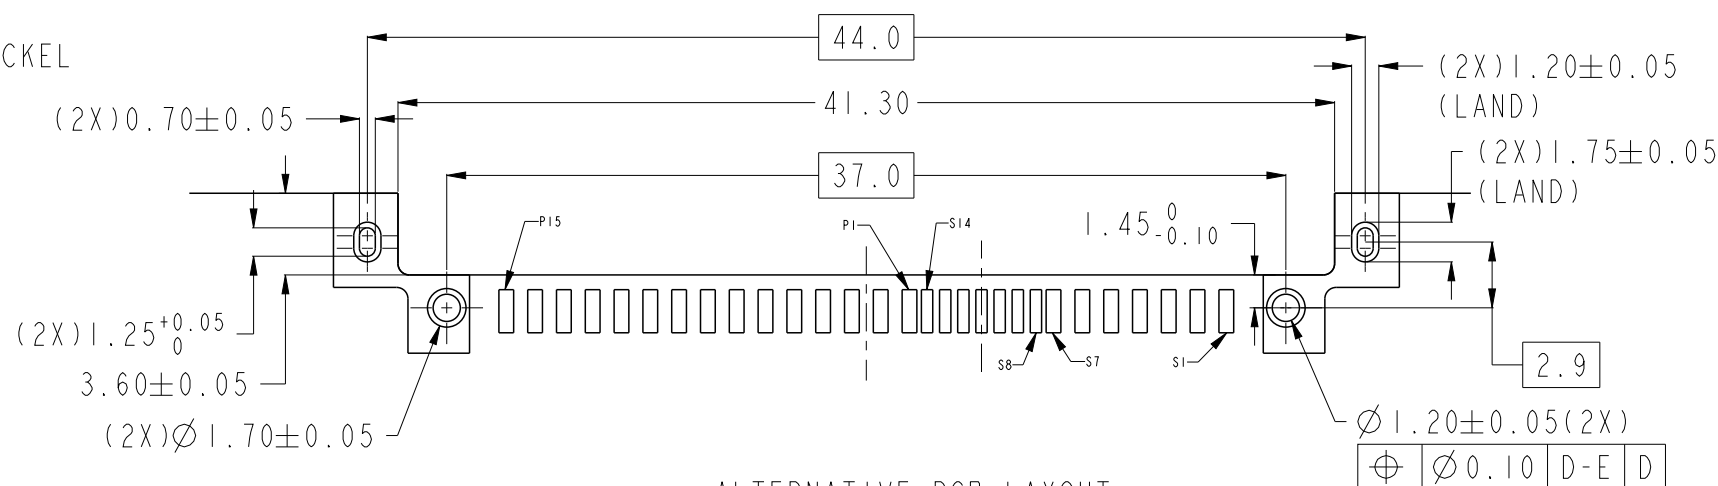 44.0
CKEL
(2X)1.20±0.05
(LAND)
41.30
(2X)0.70±0.05
(2X)1.75±0.05
(LAND)
37.0
P15
P1
S14
1.45 0 -0.10
(2X)1.25 +0.05 0
S8
S7
S1
2.9
3.60±0.05
(2X)Ø1.70±0.05
Ø1.20±0.05(2X)
⌖ Ø0.10 D-E D